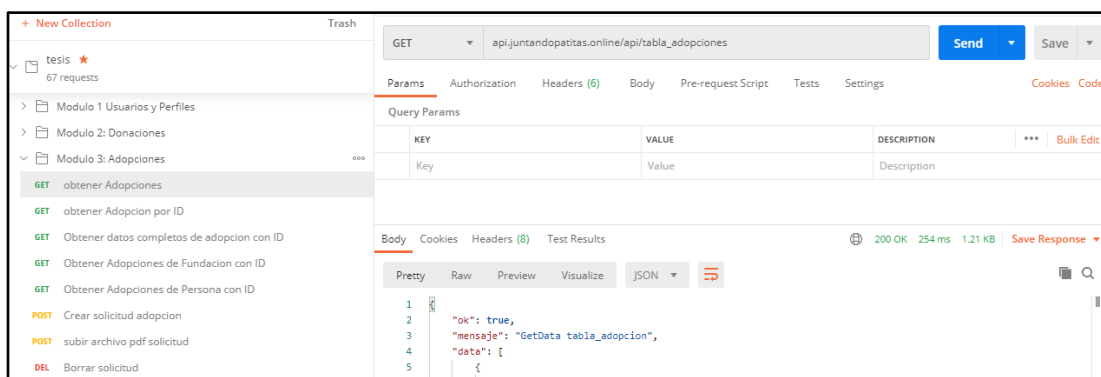 + New Collection Trash
tesis ★
67 requests
Modulo 1 Usuarios y Perfiles
Modulo 2: Donaciones
Modulo 3: Adopciones
GET obtener Adopciones
GET obtener Adopcion por ID
GET Obtener datos completos de adopcion con ID
GET Obtener Adopciones de Fundacion con ID
GET Obtener Adopciones de Persona con ID
POST Crear solicitud adopcion
POST subir archivo pdf solicitud
DEL Borrar solicitud
GET api.juntandopatitas.online/api/tabla_adopciones Send Save
Params Authorization Headers (6) Body Pre-request Script Tests Settings Cookies Code
Query Params
KEY VALUE DESCRIPTION ••• Bulk Edit
Key Value Description
Body Cookies Headers (8) Test Results 200 OK 254 ms 1.21 KB Save Response
Pretty Raw Preview Visualize JSON
1 {
2 "ok": true,
3 "mensaje": "GetData tabla_adopcion",
4 "data": [
5 {